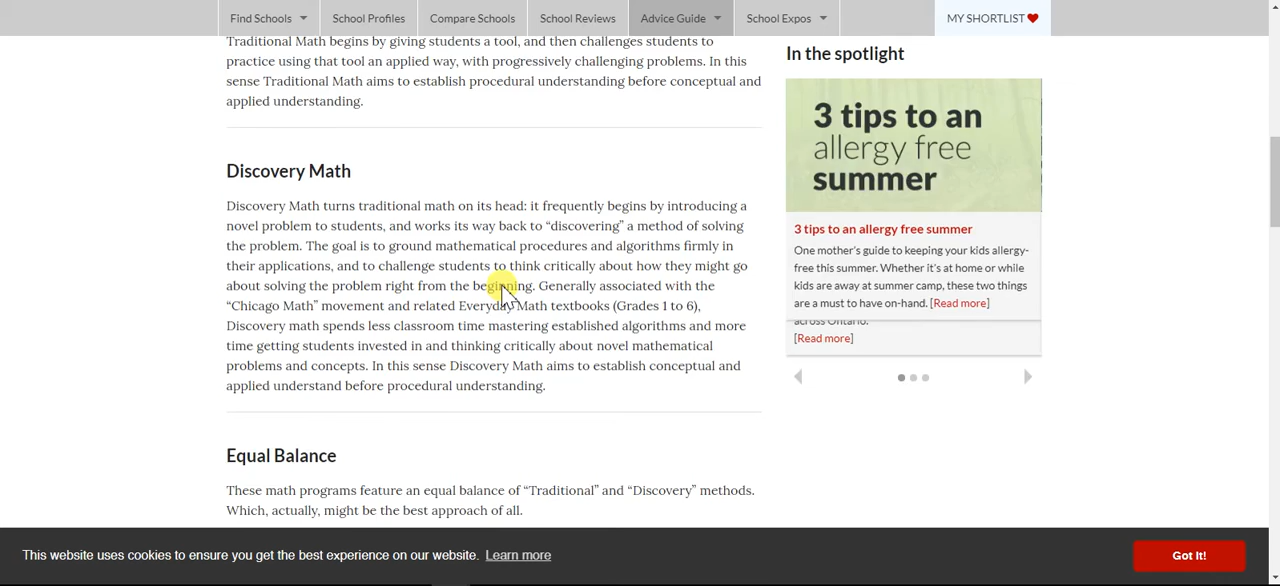 Find Schools
School Profiles
Compare Schools
School Reviews
Advice Guide
School Expos
MY SHORTLIST
Traditional Math begins by giving students a tool, and then challenges students to
practice using that tool an applied way, with progressively challenging problems. In this
sense Traditional Math aims to establish procedural understanding before conceptual and
applied understanding.
Discovery Math
Discovery Math turns traditional math on its head: it frequently begins by introducing a
novel problem to students, and works its way back to “discovering” a method of solving
the problem. The goal is to ground mathematical procedures and algorithms firmly in
their applications, and to challenge students to think critically about how they might go
about solving the problem right from the beginning. Generally associated with the
“Chicago Math” movement and related Everyday Math textbooks (Grades 1 to 6),
Discovery math spends less classroom time mastering established algorithms and more
time getting students invested in and thinking critically about novel mathematical
problems and concepts. In this sense Discovery Math aims to establish conceptual and
applied understand before procedural understanding.
Equal Balance
These math programs feature an equal balance of “Traditional” and “Discovery” methods.
Which, actually, might be the best approach of all.
In the spotlight
3 tips to an
allergy free
summer
3 tips to an allergy free summer
One mother's guide to keeping your kids allergy-
free this summer. Whether it's at home or while
kids are away at summer camp, these two things
are a must to have on-hand. [Read more]
across Ontario.
[Read more]
This website uses cookies to ensure you get the best experience on our website. Learn more
Got It!